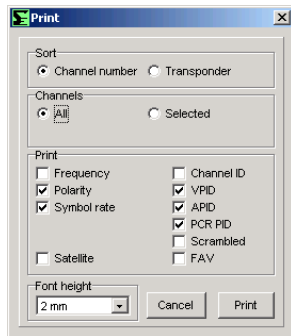 Print
Sort
Channel number Transponder
Channels
All Selected
Print
Frequency Channel ID
Polarity VPID
Symbol rate APID
PCR PID
Scrambled
Satellite FAV
Font height
2 mm Cancel Print